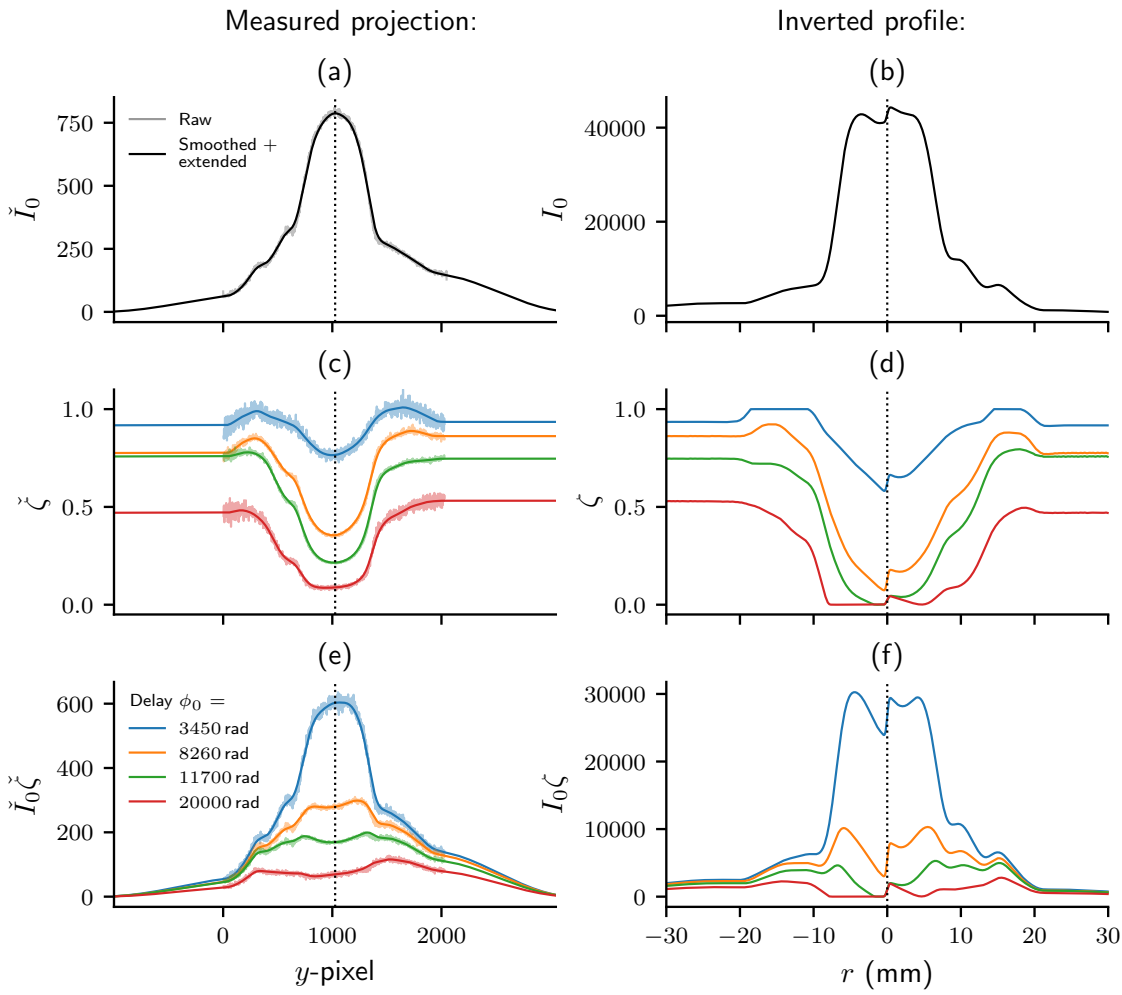 Measured projection:
Inverted profile:
(a)
(b)
Raw
Smoothed +
extended
750
500
250
0
Ǐ₀
40000
20000
0
I₀
(c)
(d)
1.0
0.5
0.0
ζ̌
1.0
0.5
0.0
ζ
(e)
(f)
Delay ϕ₀ =
3450 rad
8260 rad
11700 rad
20000 rad
600
400
200
0
Ǐ₀ζ̌
30000
20000
10000
0
I₀ζ
0 1000 2000
−30 −20 −10 0 10 20 30
y-pixel
r (mm)